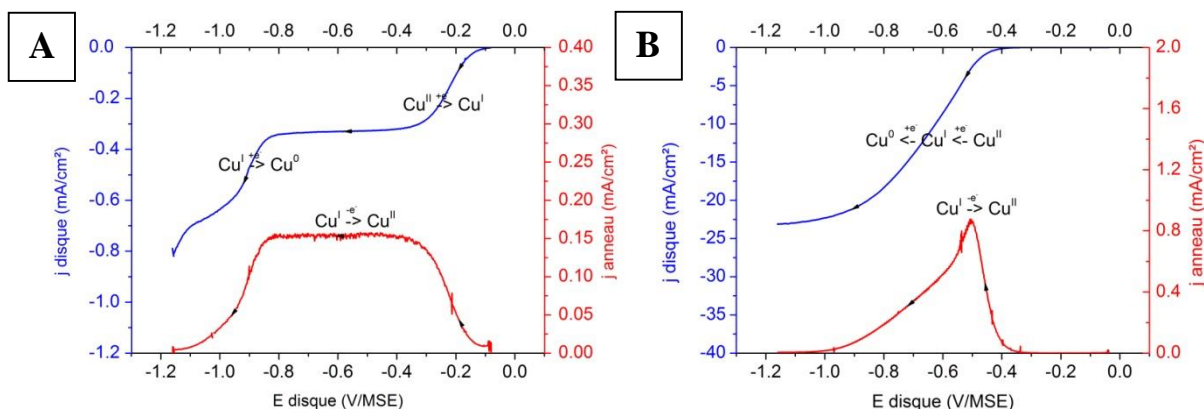 A
-1.2 -1.0 -0.8 -0.6 -0.4 -0.2 0.0
0.0
-0.2
-0.4
-0.6
-0.8
-1.0
-1.2
j disque (mA/cm²)
0.40
0.35
0.30
0.25
0.20
0.15
0.10
0.05
0.00
j anneau (mA/cm²)
Cu^II +e^- -> Cu^I
Cu^I +e^- -> Cu^0
Cu^I -e^- -> Cu^II
-1.2 -1.0 -0.8 -0.6 -0.4 -0.2 0.0
E disque (V/MSE)
B
-1.2 -1.0 -0.8 -0.6 -0.4 -0.2 0.0
0
-5
-10
-15
-20
-25
-30
-35
-40
j disque (mA/cm²)
2.0
1.6
1.2
0.8
0.4
0.0
j anneau (mA/cm²)
Cu^0 +e^- <- Cu^I +e^- <- Cu^II
Cu^I -e^- -> Cu^II
-1.2 -1.0 -0.8 -0.6 -0.4 -0.2 0.0
E disque (V/MSE)